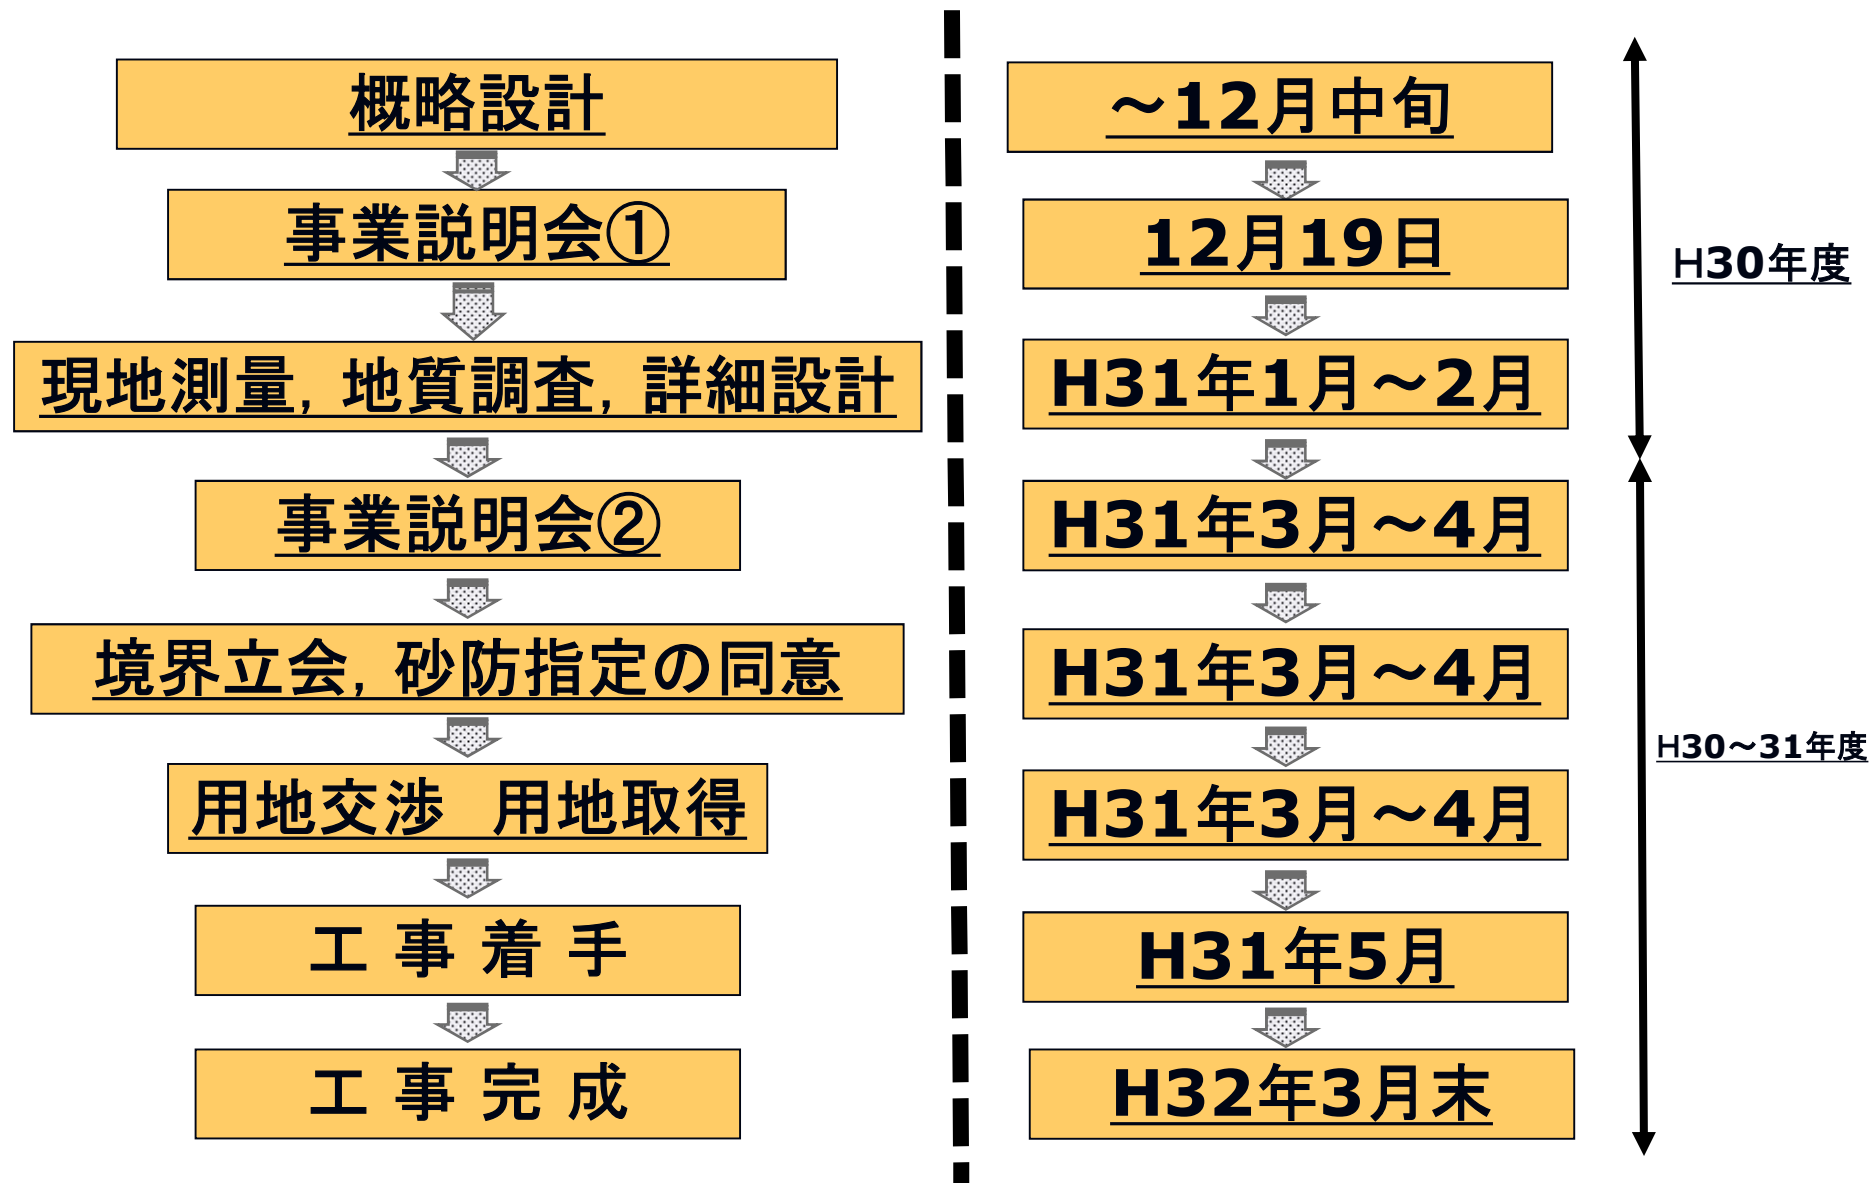 概略設計
事業説明会①
現地測量，地質調査，詳細設計
事業説明会②
境界立会，砂防指定の同意
用地交渉　用地取得
工 事 着 手
工 事 完 成
～12月中旬
12月19日
H31年1月～2月
H31年3月～4月
H31年3月～4月
H31年3月～4月
H31年5月
H32年3月末
H30年度
H30～31年度